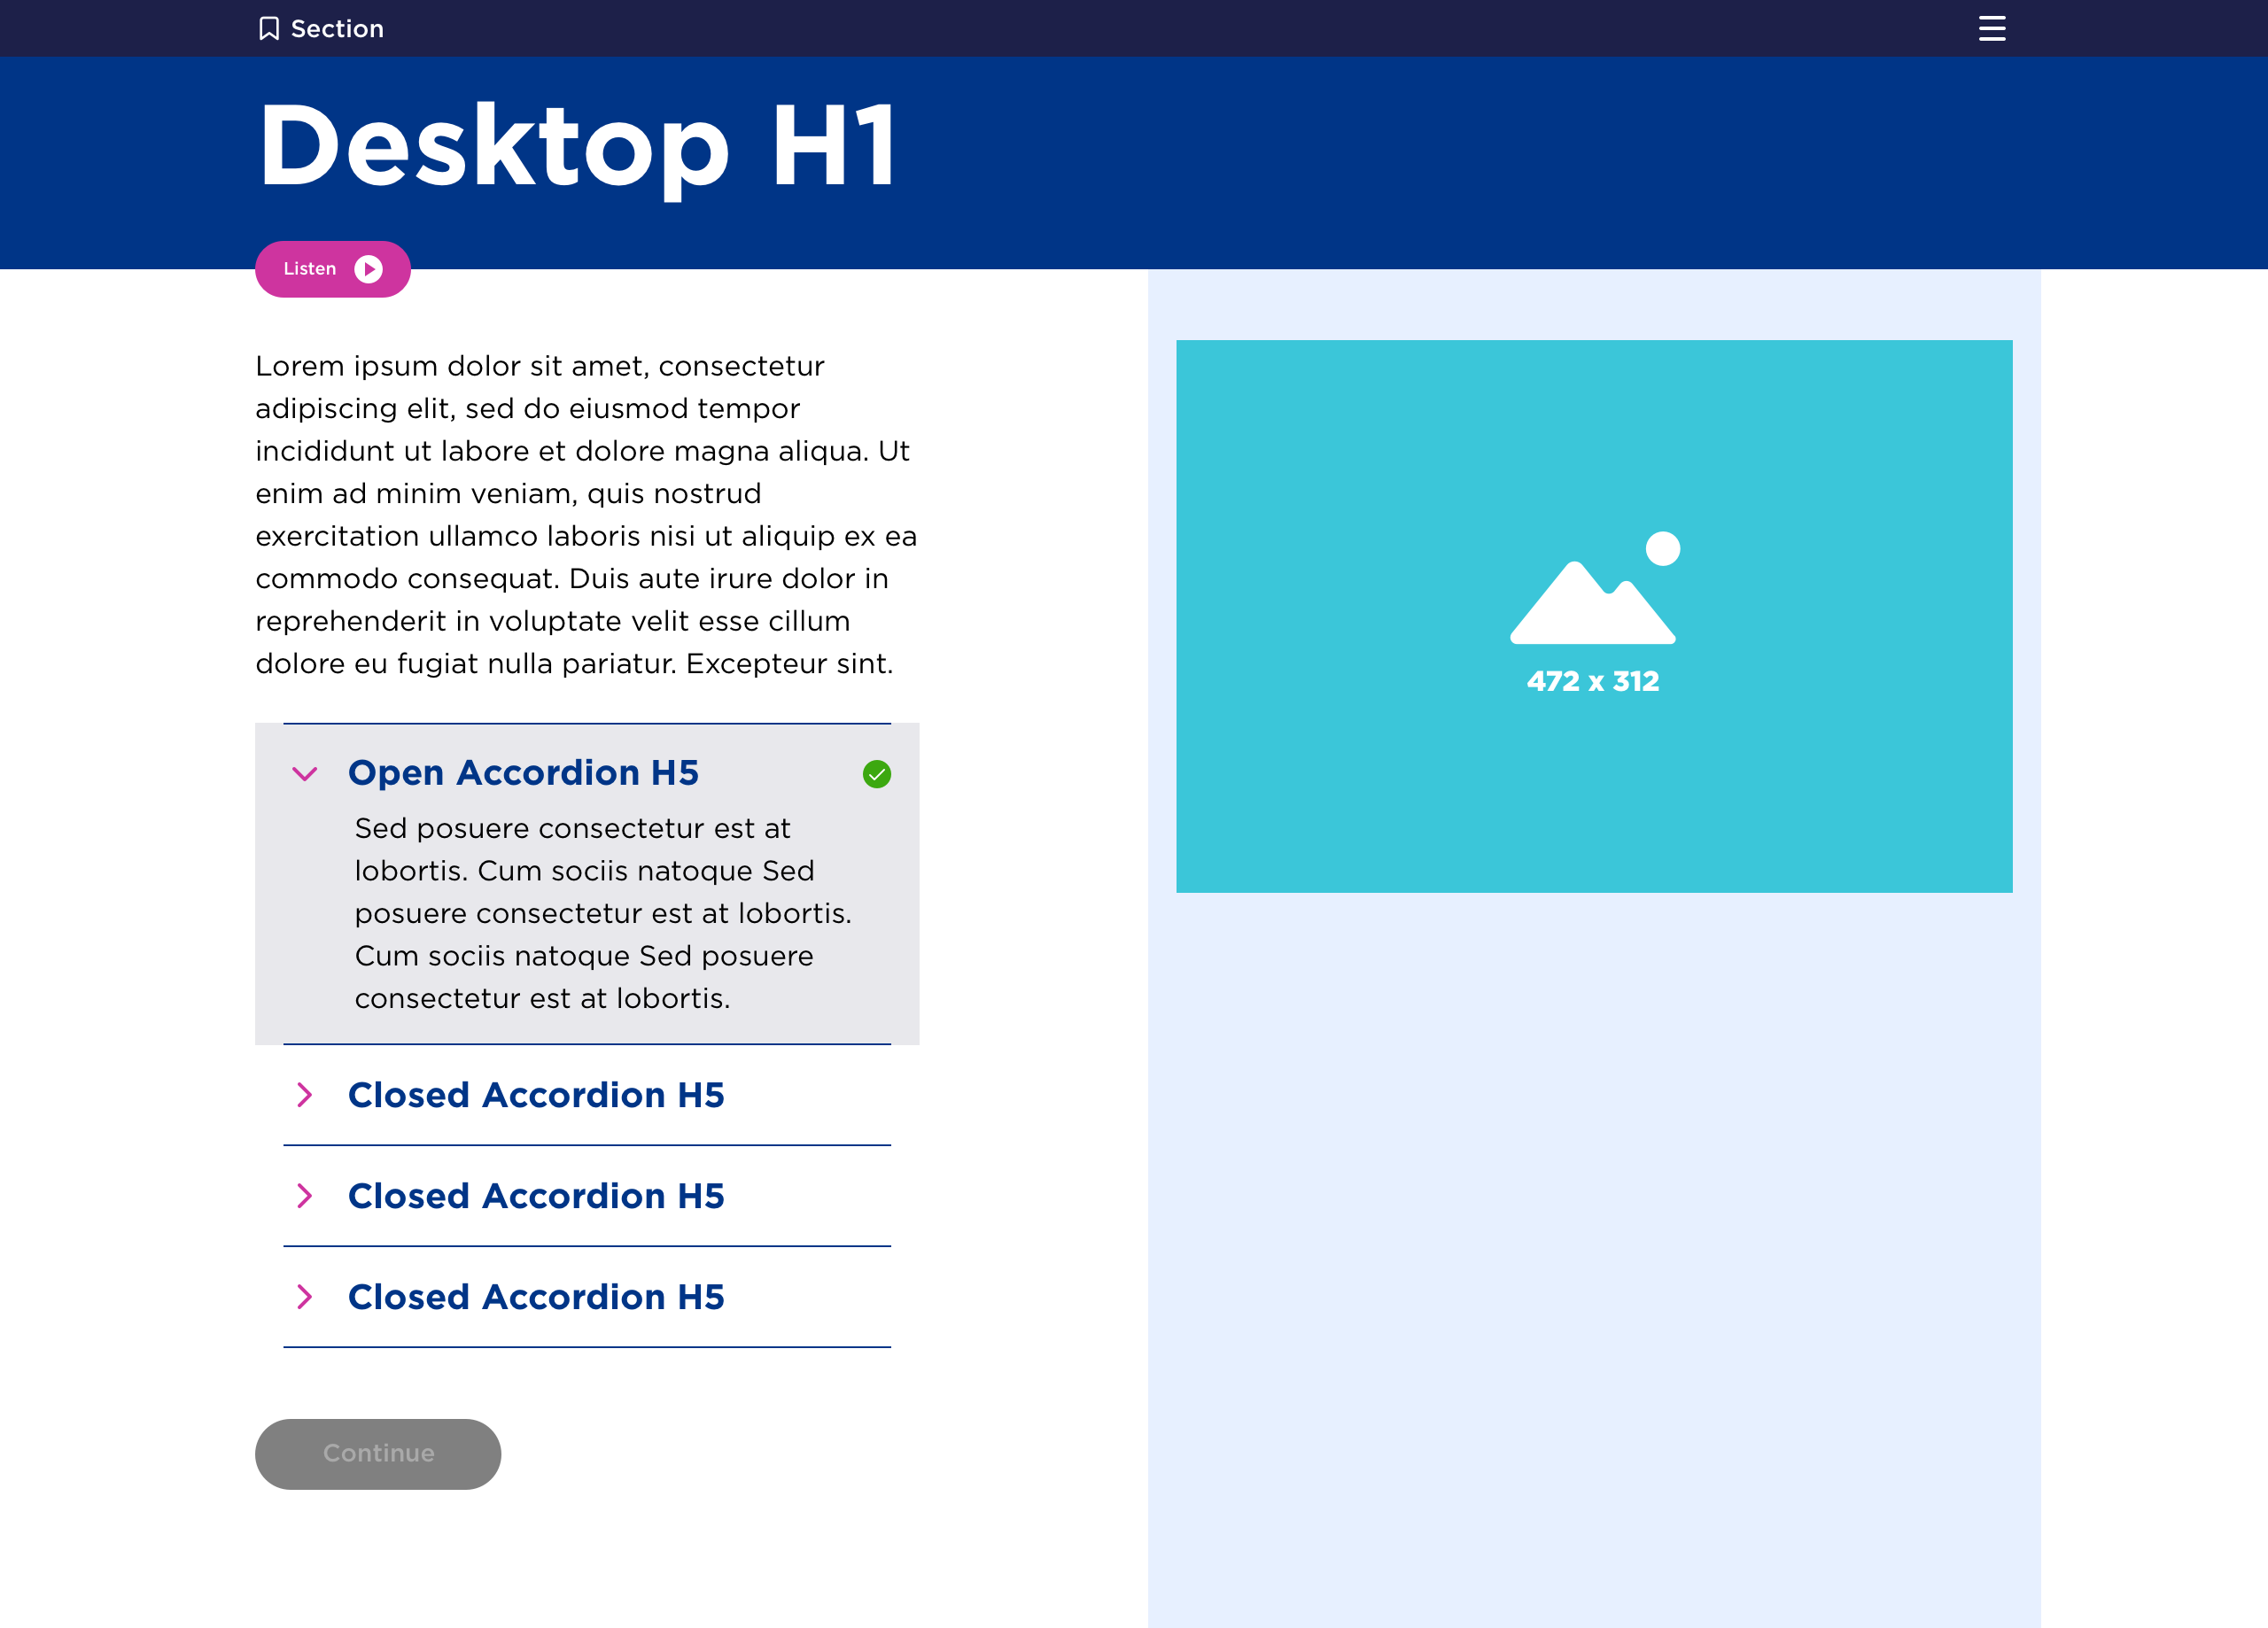 Section
Desktop H1
Listen
Lorem ipsum dolor sit amet, consectetur
adipiscing elit, sed do eiusmod tempor
incididunt ut labore et dolore magna aliqua. Ut
enim ad minim veniam, quis nostrud
exercitation ullamco laboris nisi ut aliquip ex ea
commodo consequat. Duis aute irure dolor in
reprehenderit in voluptate velit esse cillum
dolore eu fugiat nulla pariatur. Excepteur sint.
Open Accordion H5
Sed posuere consectetur est at
lobortis. Cum sociis natoque Sed
posuere consectetur est at lobortis.
Cum sociis natoque Sed posuere
consectetur est at lobortis.
Closed Accordion H5
Closed Accordion H5
Closed Accordion H5
Continue
472 x 312